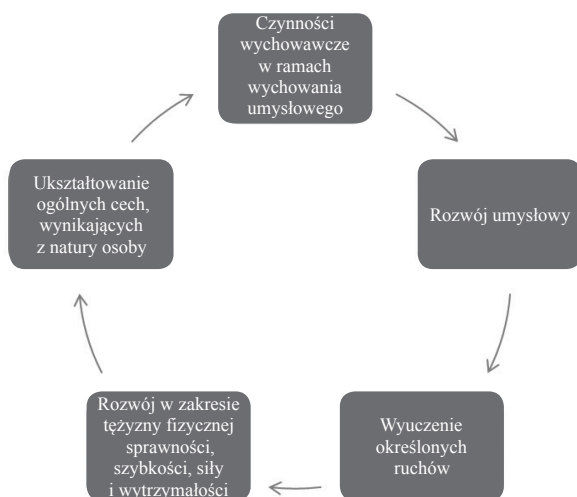 Czynności
wychowawcze
w ramach
wychowania
umysłowego
Rozwój umysłowy
Wyuczenie
określonych
ruchów
Rozwój w zakresie
tężyzny fizycznej
sprawności,
szybkości, siły
i wytrzymałości
Ukształtowanie
ogólnych cech,
wynikających
z natury osoby